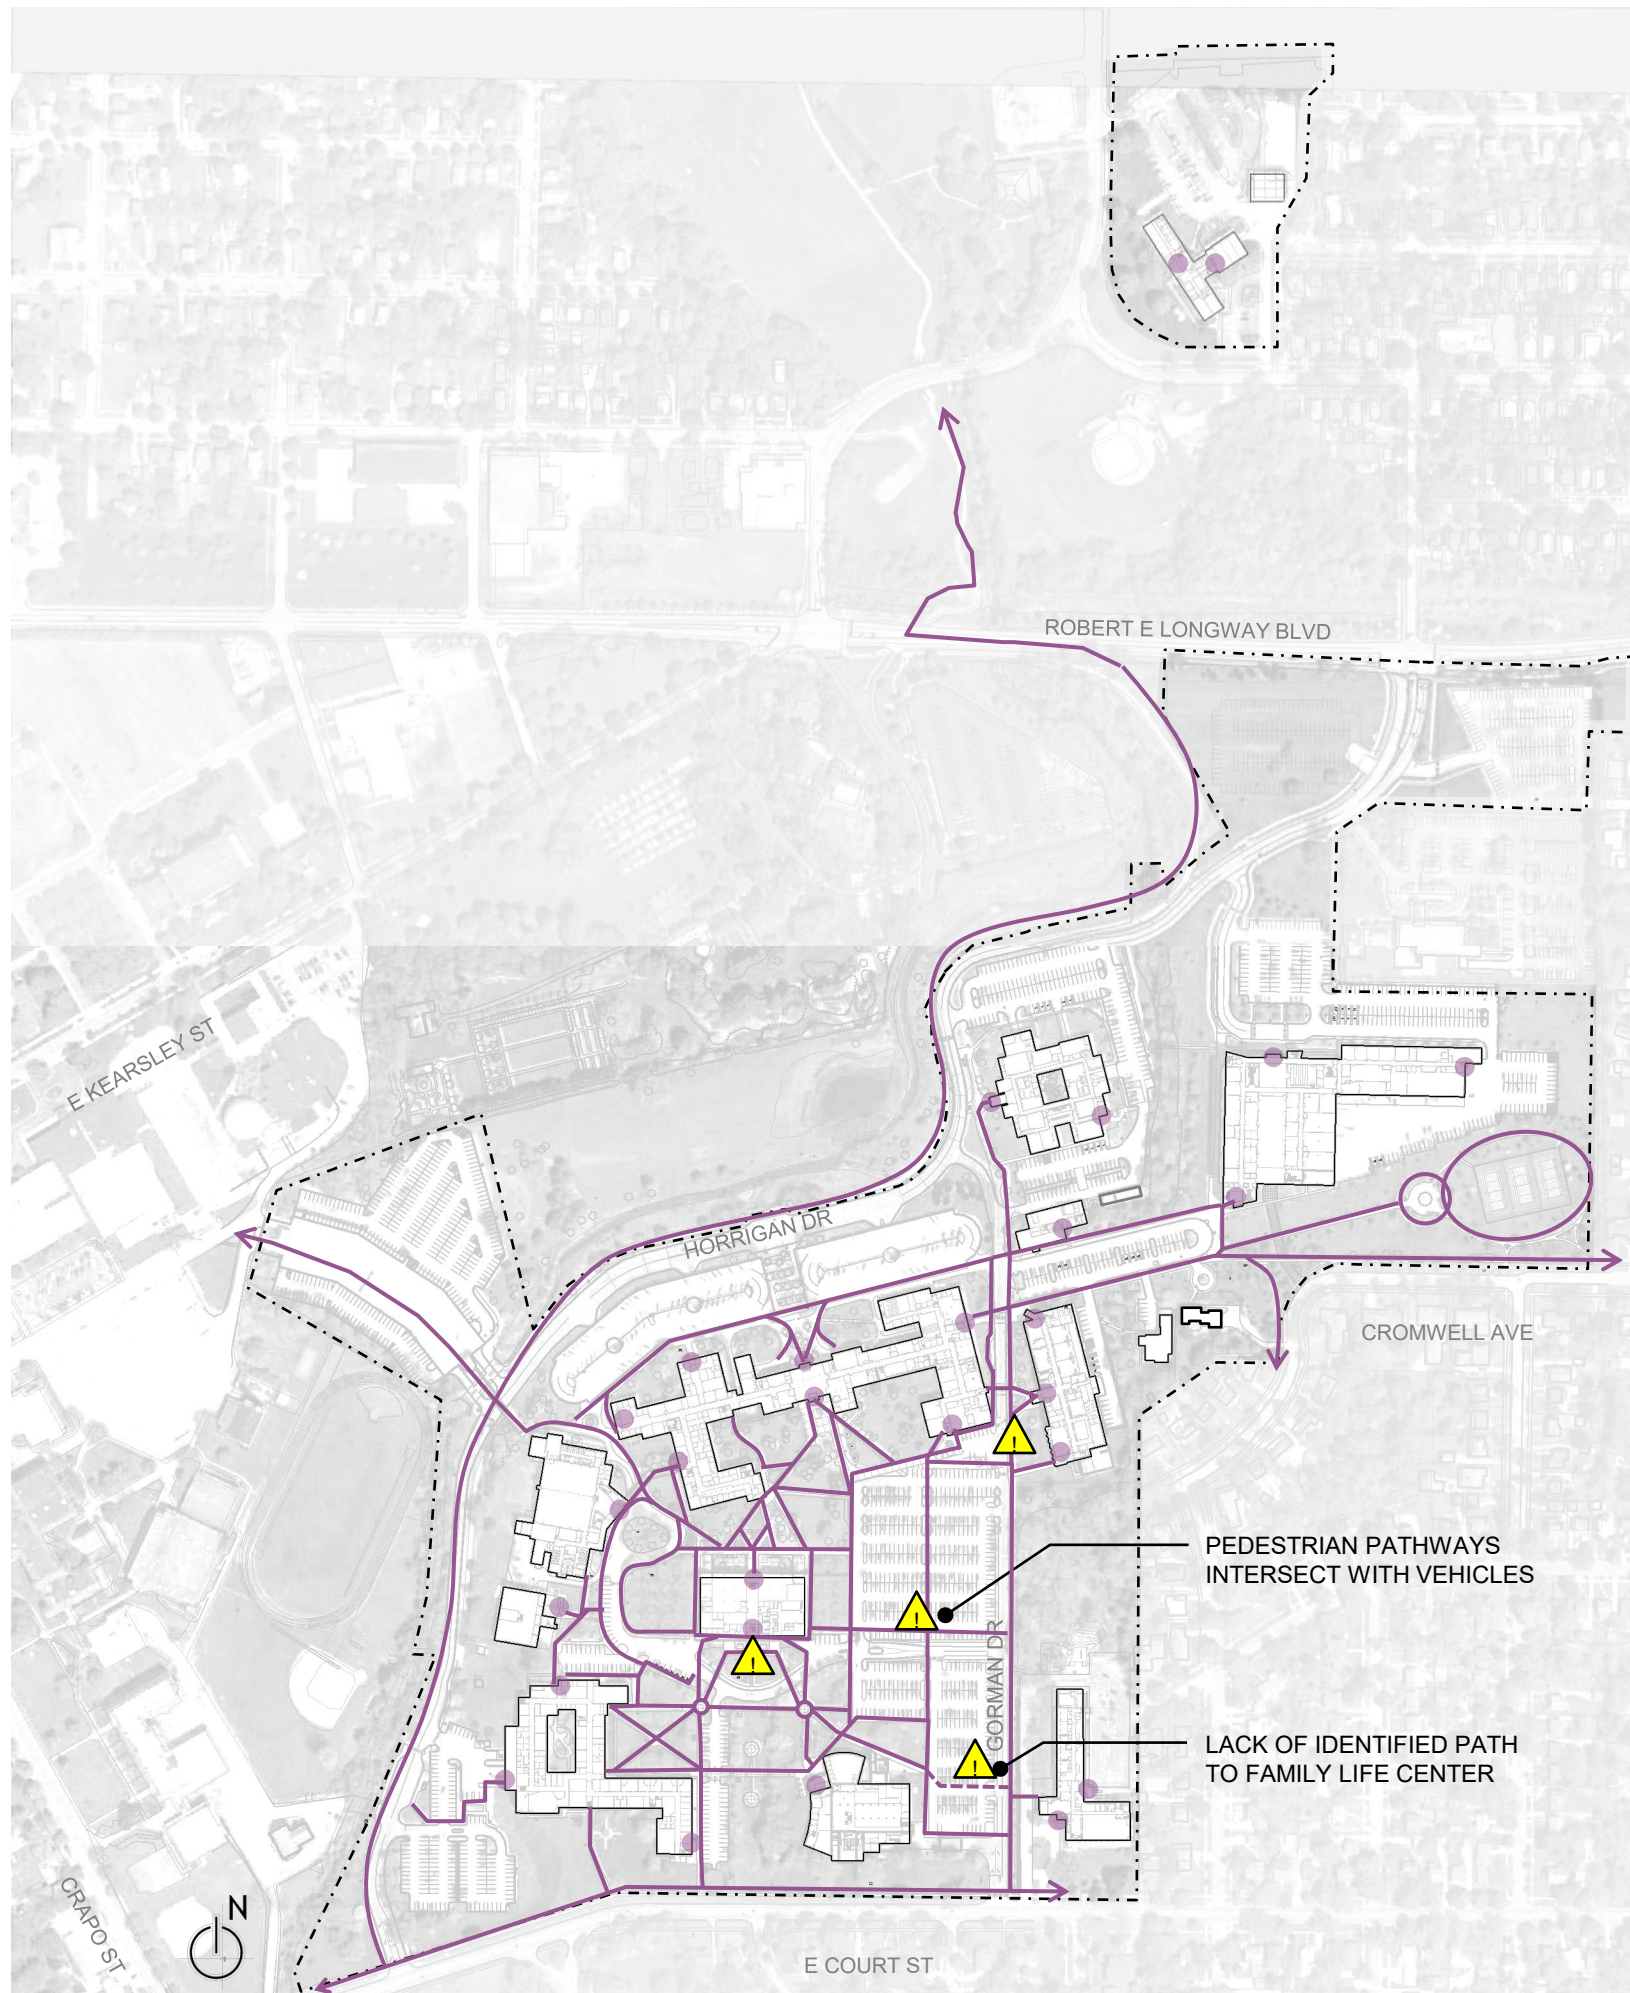 ROBERT E LONGWAY BLVD
E KEARSLEY ST
HORRIGAN DR
CROMWELL AVE
!
!
PEDESTRIAN PATHWAYS
INTERSECT WITH VEHICLES
!
GORMAN DR
!
LACK OF IDENTIFIED PATH
TO FAMILY LIFE CENTER
CRAPO ST
N
E COURT ST